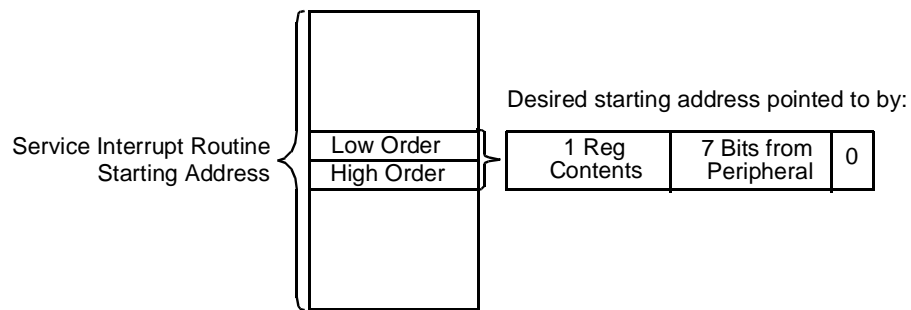 Desired starting address pointed to by:
Service Interrupt Routine
Starting Address
Low Order
High Order
1 Reg
Contents
7 Bits from
Peripheral
0